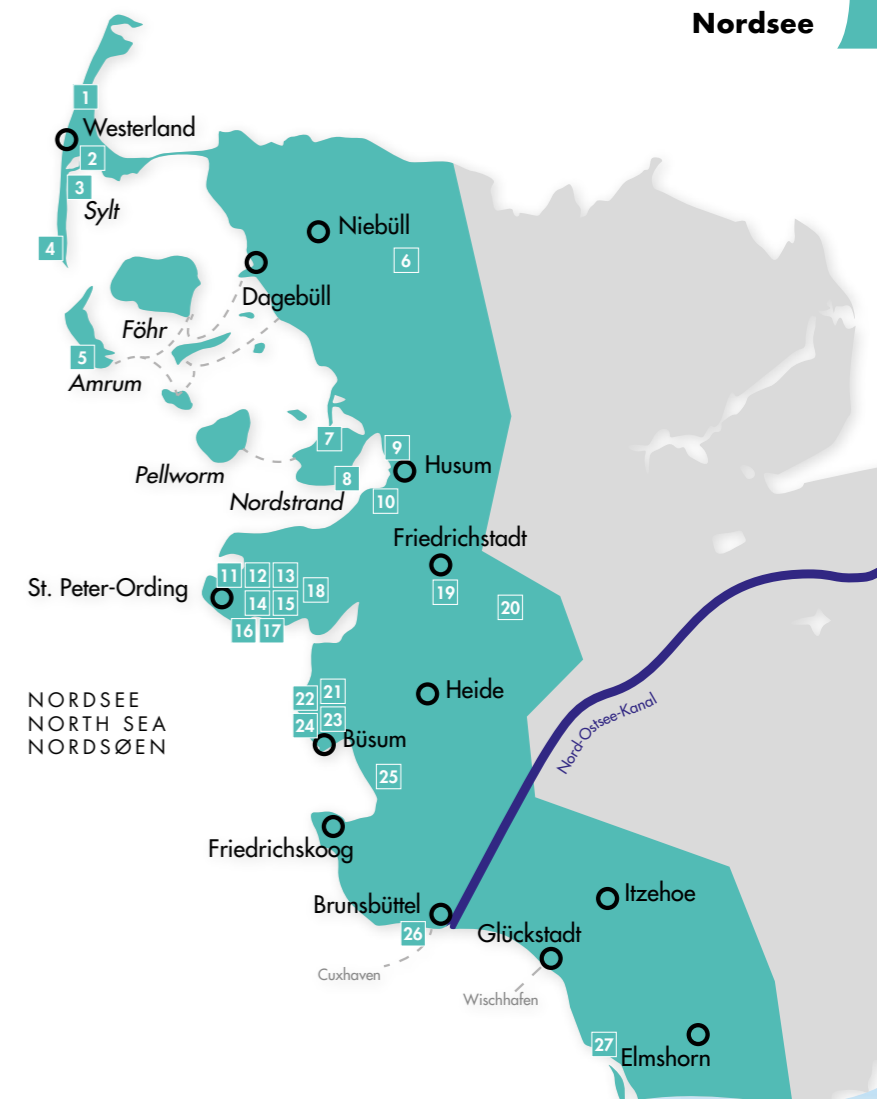 Nordsee
1
Westerland
2
3
Sylt
4
Niebüll
6
Dagebüll
Föhr
5
Amrum
7
9
Husum
Pellworm
8
Nordstrand
10
Friedrichstadt
11 12 13
St. Peter-Ording
18
19
14 15
20
16 17
NORDSEE
NORTH SEA
NORDSØEN
22 21
Heide
24 23
Büsum
Nord-Ostsee-Kanal
25
Friedrichskoog
Itzehoe
Brunsbüttel
26
Glückstadt
Cuxhaven
Wischhafen
27
Elmshorn